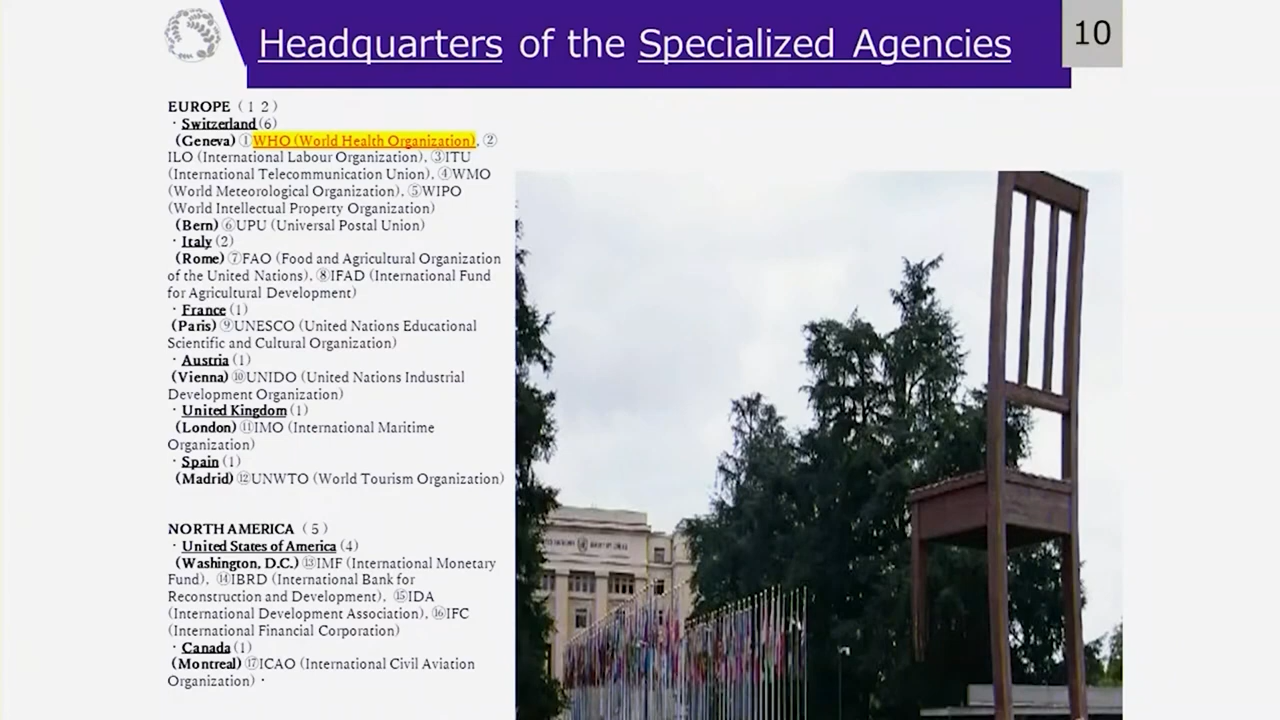 Headquarters of the Specialized Agencies
10
EUROPE (12)
・Switzerland(6)
(Geneva) ①WHO (World Health Organization), ②
ILO (International Labour Organization), ③ITU
(International Telecommunication Union), ④WMO
(World Meteorological Organization), ⑤WIPO
(World Intellectual Property Organization)
(Bern) ⑥UPU (Universal Postal Union)
・Italy (2)
(Rome) ⑦FAO (Food and Agricultural Organization
of the United Nations), ⑧IFAD (International Fund
for Agricultural Development)
・France (1)
(Paris) ⑨UNESCO (United Nations Educational
Scientific and Cultural Organization)
・Austria (1)
(Vienna) ⑩UNIDO (United Nations Industrial
Development Organization)
・United Kingdom (1)
(London) ⑪IMO (International Maritime
Organization)
・Spain (1)
(Madrid) ⑫UNWTO (World Tourism Organization)
NORTH AMERICA (5)
・United States of America (4)
(Washington, D.C.) ⑬IMF (International Monetary
Fund), ⑭IBRD (International Bank for
Reconstruction and Development), ⑮IDA
(International Development Association), ⑯IFC
(International Financial Corporation)
・Canada (1)
(Montreal) ⑰ICAO (International Civil Aviation
Organization) ・